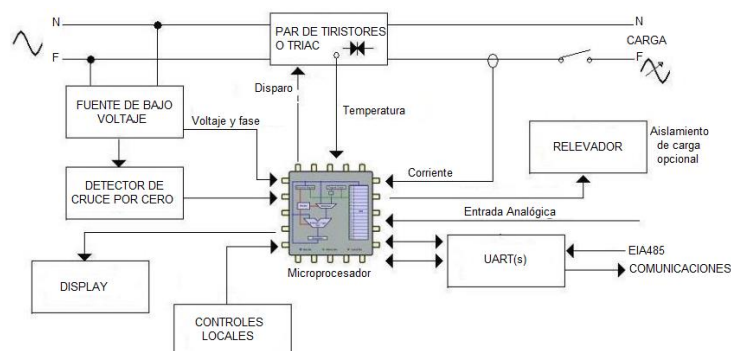 N
N
PAR DE TIRISTORES
O TRIAC
CARGA
F
F
Disparo
Temperatura
FUENTE DE BAJO
VOLTAJE
Voltaje y fase
RELEVADOR
Aislamiento
de carga
opcional
DETECTOR DE
CRUCE POR CERO
Corriente
Entrada Analógica
DISPLAY
Microprocesador
UART(s)
EIA485
COMUNICACIONES
CONTROLES
LOCALES